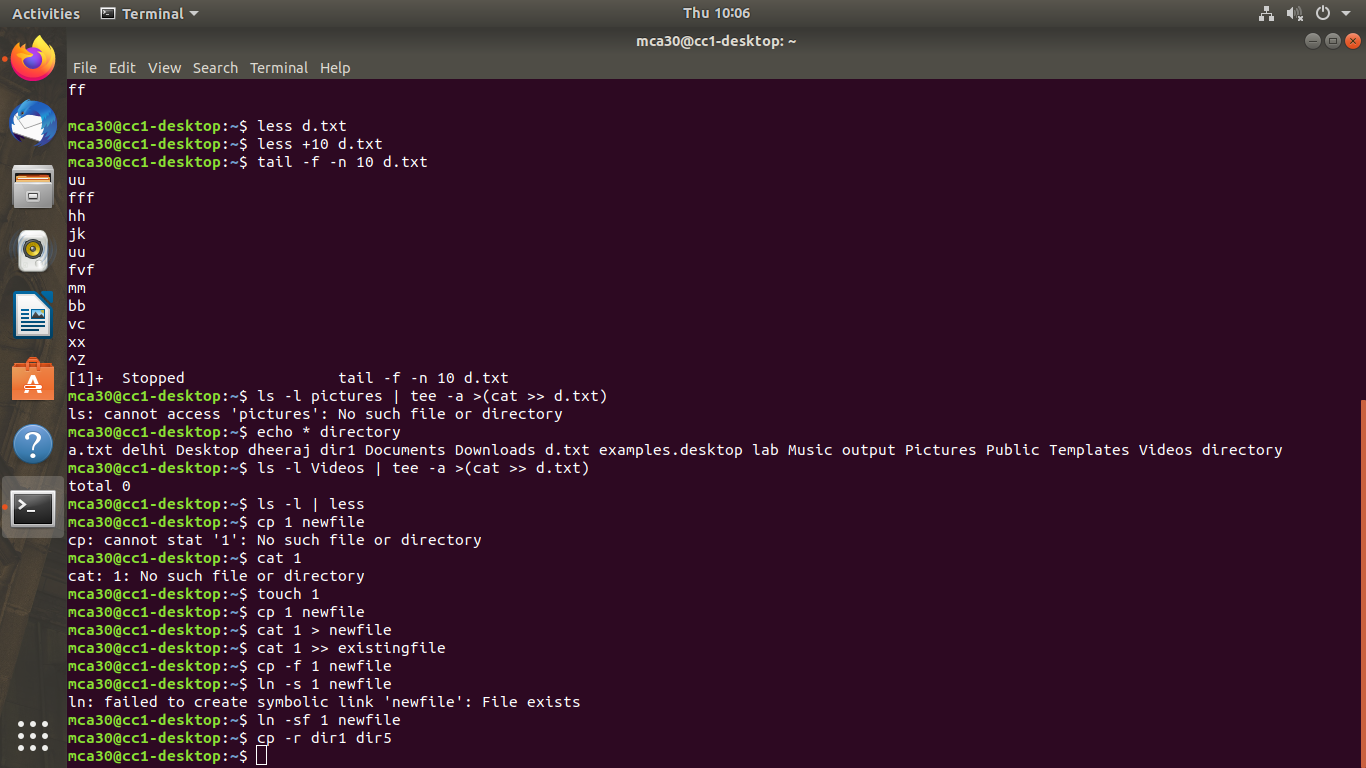 Activities Terminal Thu 10:06
mca30@cc1-desktop: ~
File Edit View Search Terminal Help
ff
mca30@cc1-desktop:~$ less d.txt
mca30@cc1-desktop:~$ less +10 d.txt
mca30@cc1-desktop:~$ tail -f -n 10 d.txt
uu
fff
hh
jk
uu
fvf
mm
bb
vc
xx
^Z
[1]+  Stopped                 tail -f -n 10 d.txt
mca30@cc1-desktop:~$ ls -l pictures | tee -a >(cat >> d.txt)
ls: cannot access 'pictures': No such file or directory
mca30@cc1-desktop:~$ echo * directory
a.txt delhi Desktop dheeraj dir1 Documents Downloads d.txt examples.desktop lab Music output Pictures Public Templates Videos directory
mca30@cc1-desktop:~$ ls -l Videos | tee -a >(cat >> d.txt)
total 0
mca30@cc1-desktop:~$ ls -l | less
mca30@cc1-desktop:~$ cp 1 newfile
cp: cannot stat '1': No such file or directory
mca30@cc1-desktop:~$ cat 1
cat: 1: No such file or directory
mca30@cc1-desktop:~$ touch 1
mca30@cc1-desktop:~$ cp 1 newfile
mca30@cc1-desktop:~$ cat 1 > newfile
mca30@cc1-desktop:~$ cat 1 >> existingfile
mca30@cc1-desktop:~$ cp -f 1 newfile
mca30@cc1-desktop:~$ ln -s 1 newfile
ln: failed to create symbolic link 'newfile': File exists
mca30@cc1-desktop:~$ ln -sf 1 newfile
mca30@cc1-desktop:~$ cp -r dir1 dir5
mca30@cc1-desktop:~$